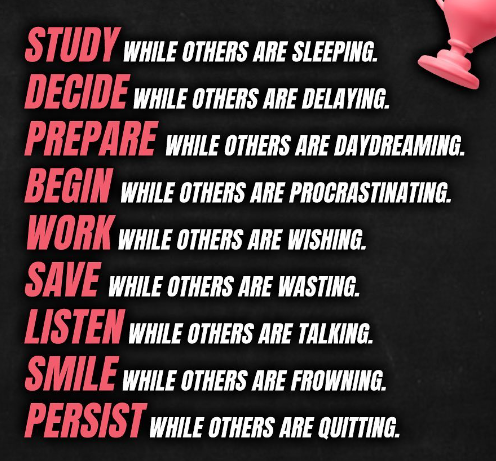 STUDY WHILE OTHERS ARE SLEEPING.
DECIDE WHILE OTHERS ARE DELAYING.
PREPARE WHILE OTHERS ARE DAYDREAMING.
BEGIN WHILE OTHERS ARE PROCRASTINATING.
WORK WHILE OTHERS ARE WISHING.
SAVE WHILE OTHERS ARE WASTING.
LISTEN WHILE OTHERS ARE TALKING.
SMILE WHILE OTHERS ARE FROWNING.
PERSIST WHILE OTHERS ARE QUITTING.